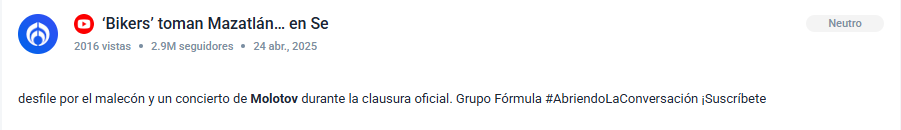 ‘Bikers’ toman Mazatlán... en Se
Neutro
2016 vistas • 2.9M seguidores • 24 abr., 2025
desfile por el malecón y un concierto de Molotov durante la clausura oficial. Grupo Fórmula #AbriendoLaConversación ¡Suscríbete